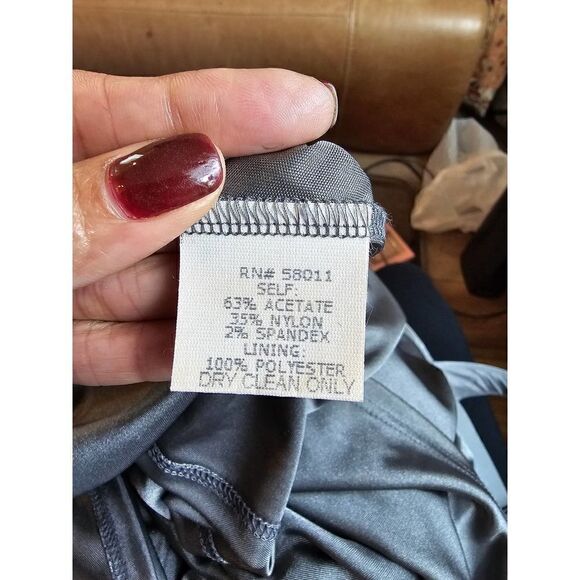 RN# 58011
SELF:
63% ACETATE
35% NYLON
2% SPANDEX
LINING:
100% POLYESTER
DRY CLEAN ONLY